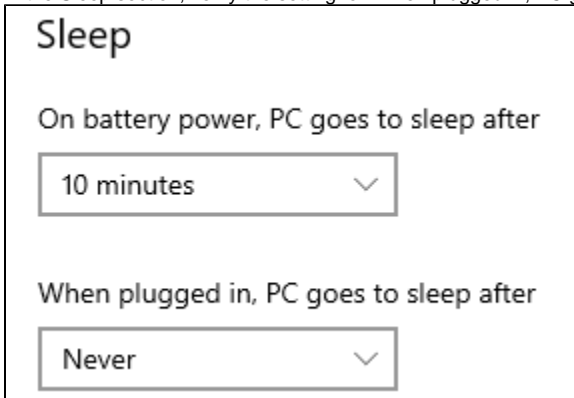 Sleep
On battery power, PC goes to sleep after
10 minutes
When plugged in, PC goes to sleep after
Never